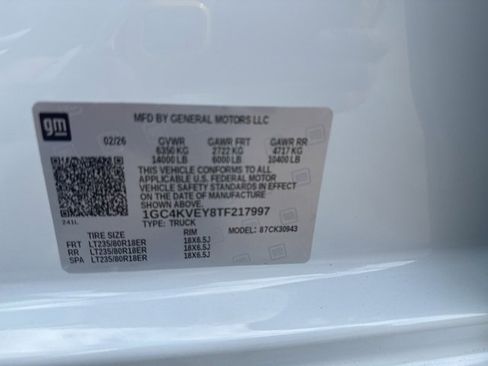 gm
MFD BY GENERAL MOTORS LLC
02/26 GVWR GAWR FRT GAWR RR
6350 KG 2722 KG 4717 KG
14000 LB 6000 LB 10400 LB
THIS VEHICLE CONFORMS TO ALL
APPLICABLE U.S. FEDERAL MOTOR
VEHICLE SAFETY STANDARDS IN EFFECT
ON THE DATE OF MANUFACTURE
SHOWN ABOVE.
1GC4KVEY8TF217997
TYPE: TRUCK
MODEL: 87CK30943
241L
TIRE SIZE RIM
FRT LT235/80R18ER 18X6.5J
RR LT235/80R18ER 18X6.5J
SPA LT235/80R18ER 18X6.5J